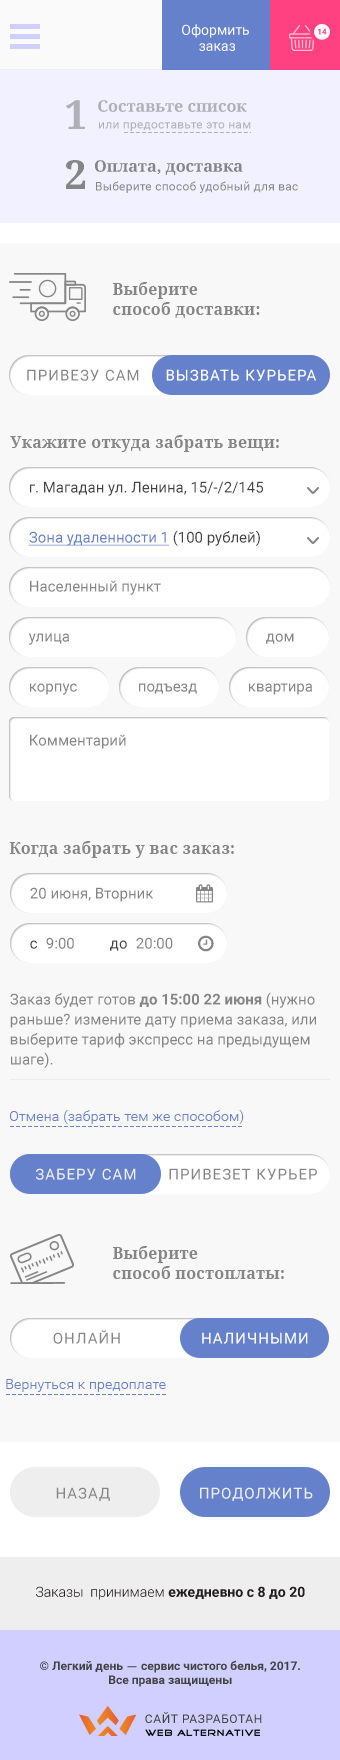 Оформить
заказ
14
1 Составьте список
или предоставьте это нам
2 Оплата, доставка
Выберите способ удобный для вас
Выберите
способ доставки:
ПРИВЕЗУ САМ ВЫЗВАТЬ КУРЬЕРА
Укажите откуда забрать вещи:
г. Магадан ул. Ленина, 15/-/2/145
Зона удаленности 1 (100 рублей)
Населенный пункт
улица дом
корпус подъезд квартира
Комментарий
Когда забрать у вас заказ:
20 июня, Вторник
с 9:00 до 20:00
Заказ будет готов до 15:00 22 июня (нужно
раньше? измените дату приема заказа, или
выберите тариф экспресс на предыдущем
шаге).
Отмена (забрать тем же способом)
ЗАБЕРУ САМ ПРИВЕЗЕТ КУРЬЕР
Выберите
способ постоплаты:
ОНЛАЙН НАЛИЧНЫМИ
Вернуться к предоплате
НАЗАД ПРОДОЛЖИТЬ
Заказы принимаем ежедневно с 8 до 20
© Легкий день — сервис чистого белья, 2017.
Все права защищены
САЙТ РАЗРАБОТАН
WEB ALTERNATIVE